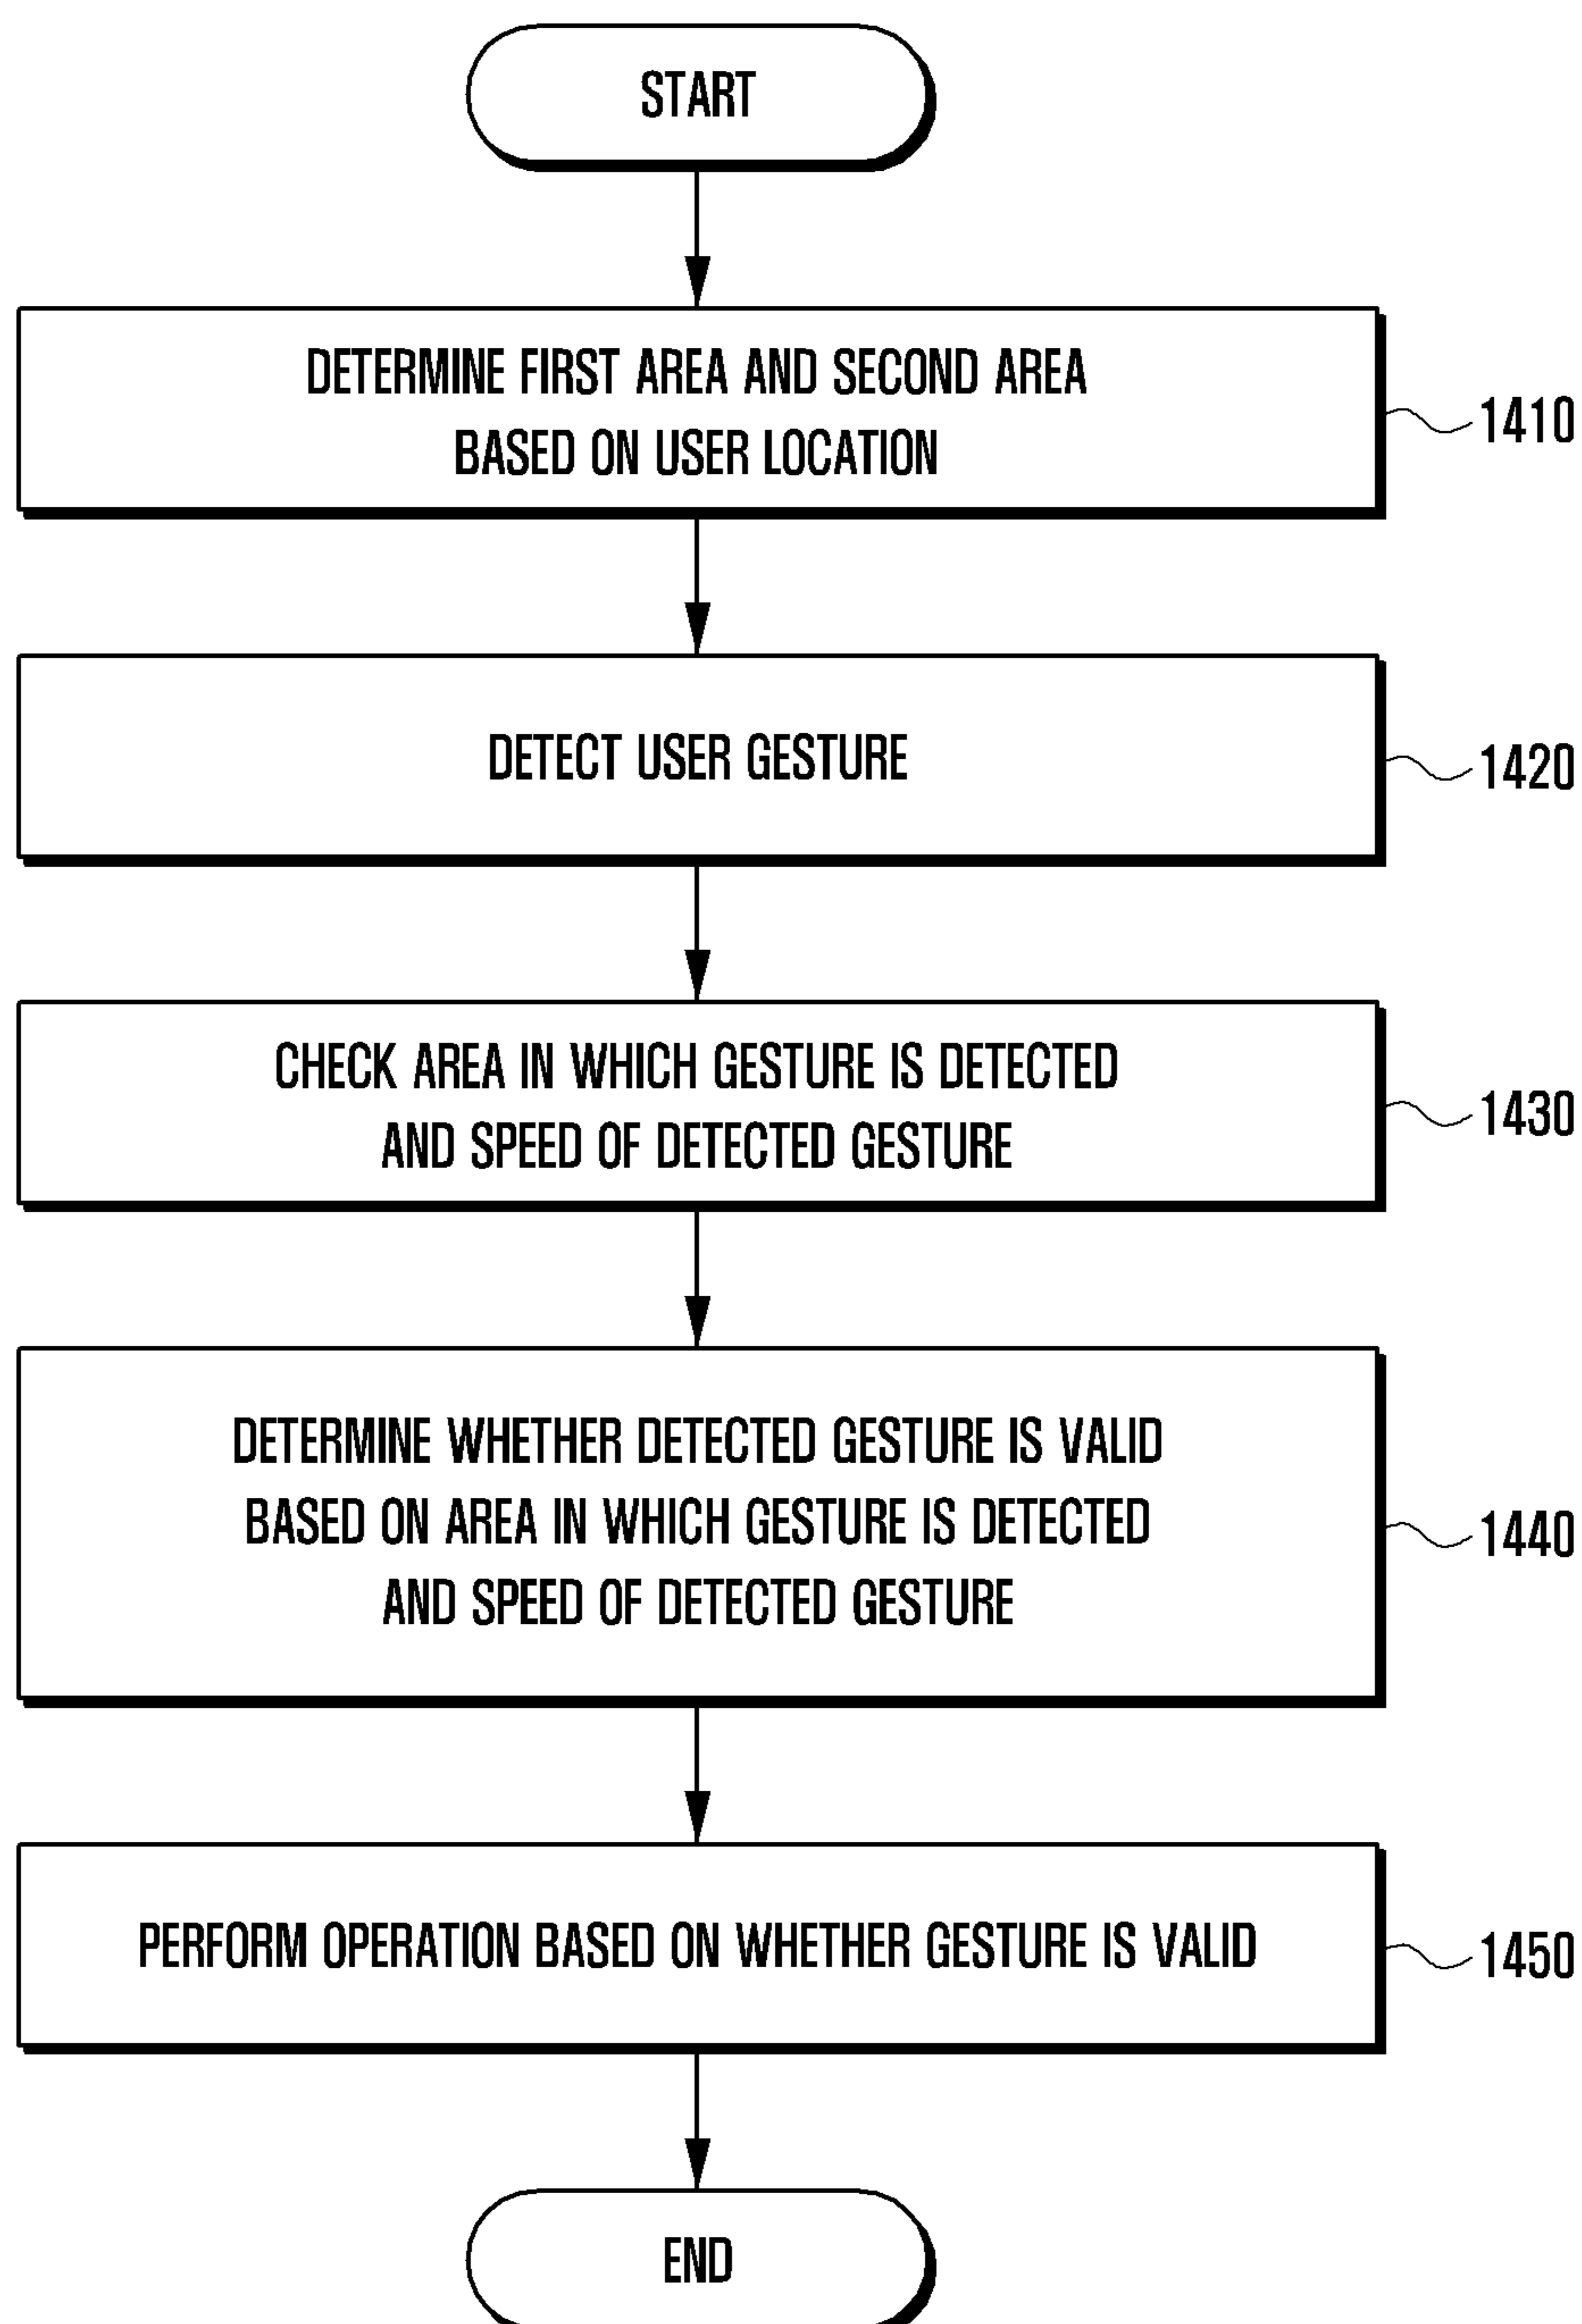 START
DETERMINE FIRST AREA AND SECOND AREA
BASED ON USER LOCATION
1410
DETECT USER GESTURE
1420
CHECK AREA IN WHICH GESTURE IS DETECTED
AND SPEED OF DETECTED GESTURE
1430
DETERMINE WHETHER DETECTED GESTURE IS VALID
BASED ON AREA IN WHICH GESTURE IS DETECTED
AND SPEED OF DETECTED GESTURE
1440
PERFORM OPERATION BASED ON WHETHER GESTURE IS VALID
1450
END